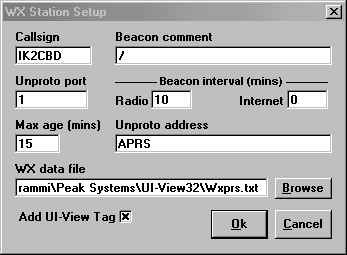 WX Station Setup
Callsign Beacon comment
IK2CBD /
Unproto port Beacon interval (mins)
1 Radio 10 Internet 0
Max age (mins) Unproto address
15 APRS
WX data file
rammi\Peak Systems\UI-View32\Wxprs.txt Browse
Add UI-View Tag Ok Cancel